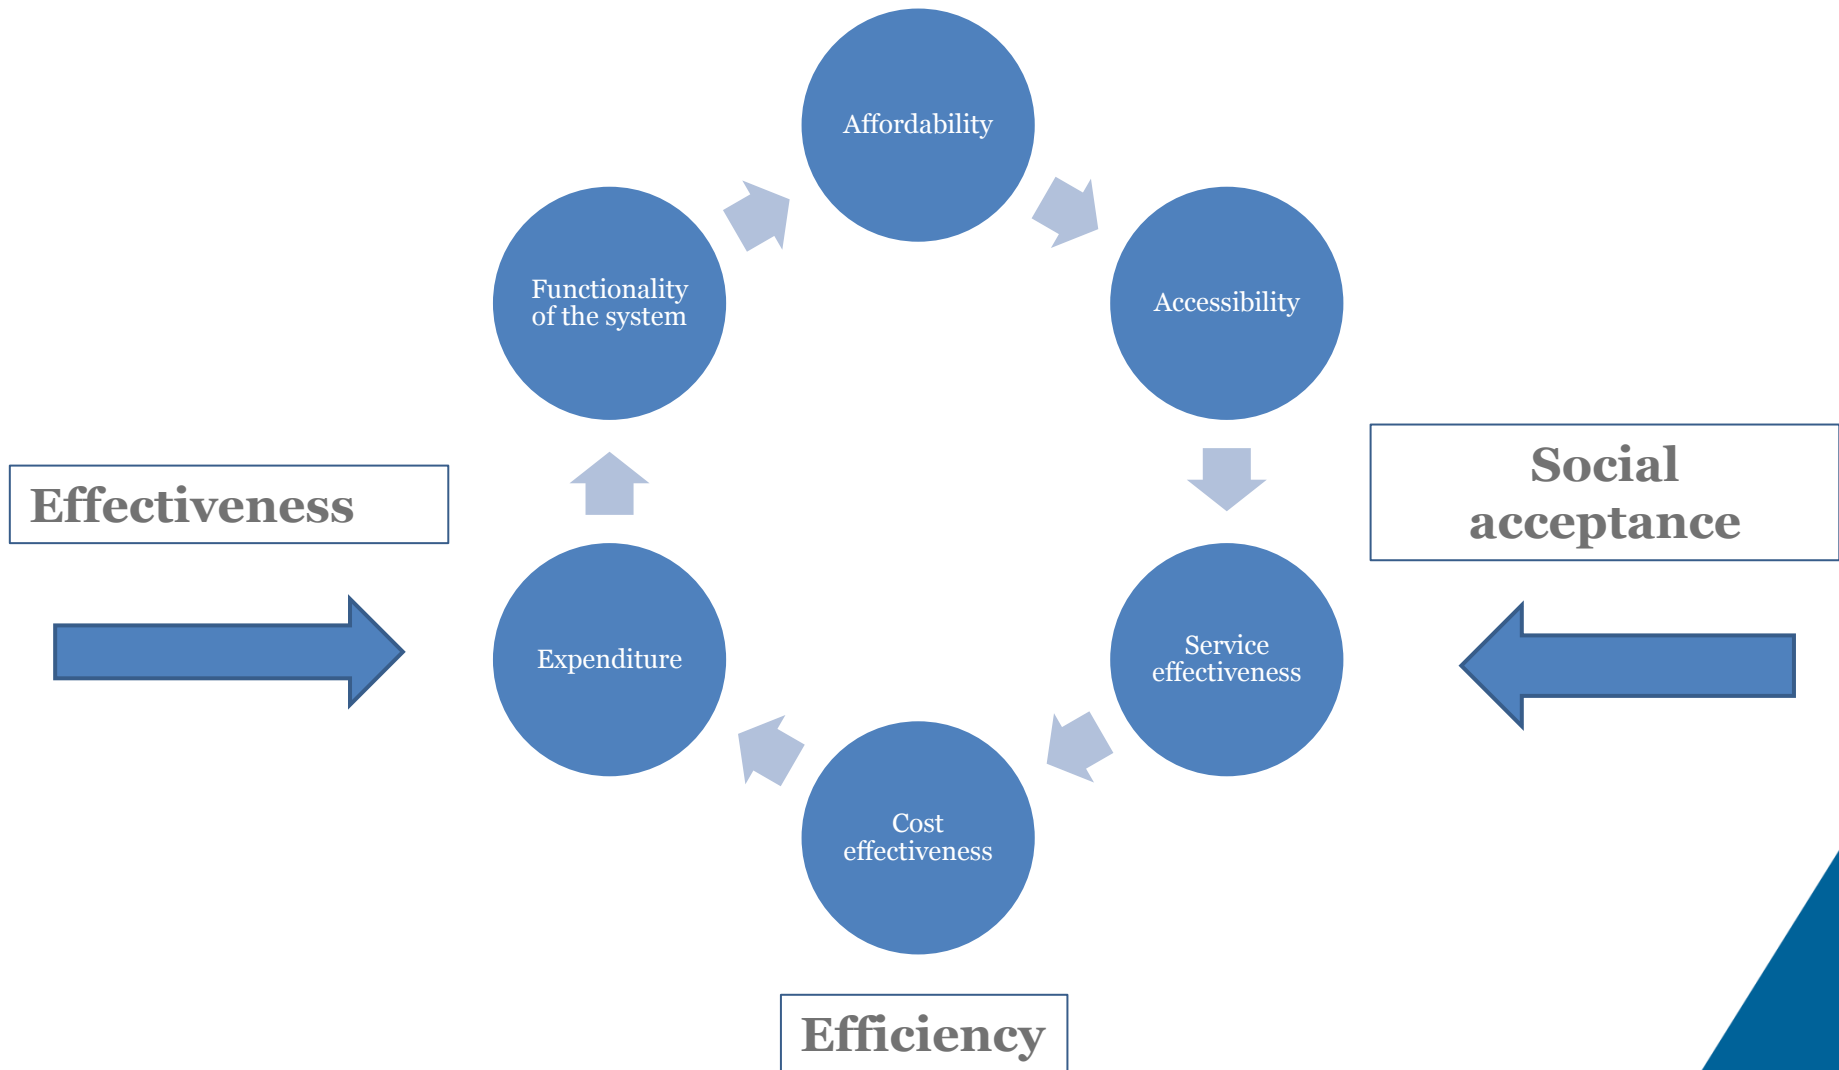 Affordability
Functionality
of the system
Accessibility
Effectiveness
Social
acceptance
Expenditure
Service
effectiveness
Cost
effectiveness
Efficiency